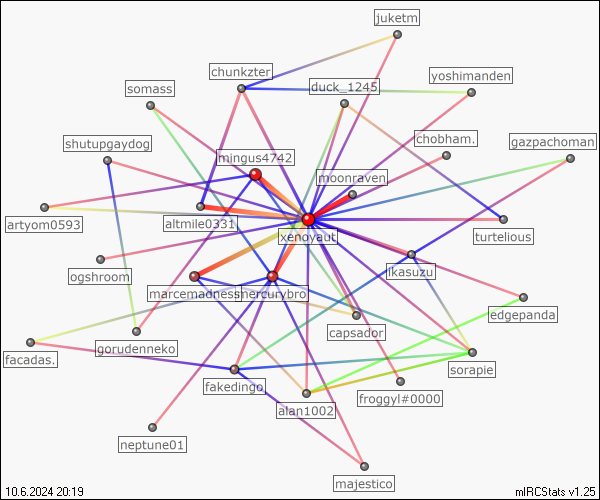 juketm
chunkzter
yoshimanden
duck_1245
somass
chobham.
shutupgaydog
gazpachoman
mingus4742
moonraven
artyom0593
altmile0331
xenoyaut
turtelious
ogshroom
ikasuzu
marcemadness
mercurybro
edgepanda
capsador
facadas.
gorudenneko
sorapie
fakedingo
froggyl#0000
alan1002
neptune01
majestico
10.6.2024 20:19
mIRCStats v1.25